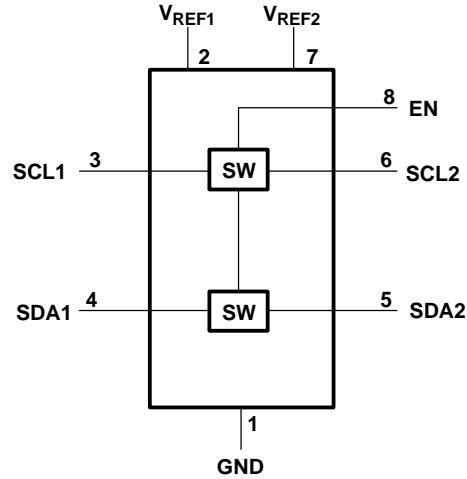 VREF1 VREF2
2 7
8 EN
SCL1 3 SW 6 SCL2
SDA1 4 SW 5 SDA2
1
GND